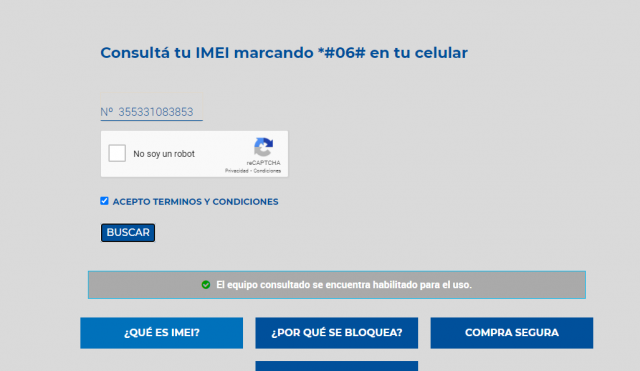 Consultá tu IMEI marcando *#06# en tu celular
Nº 355331083853
No soy un robot
reCAPTCHA
Privacidad - Condiciones
ACEPTO TERMINOS Y CONDICIONES
BUSCAR
El equipo consultado se encuentra habilitado para el uso.
¿QUÉ ES IMEI?
¿POR QUÉ SE BLOQUEA?
COMPRA SEGURA